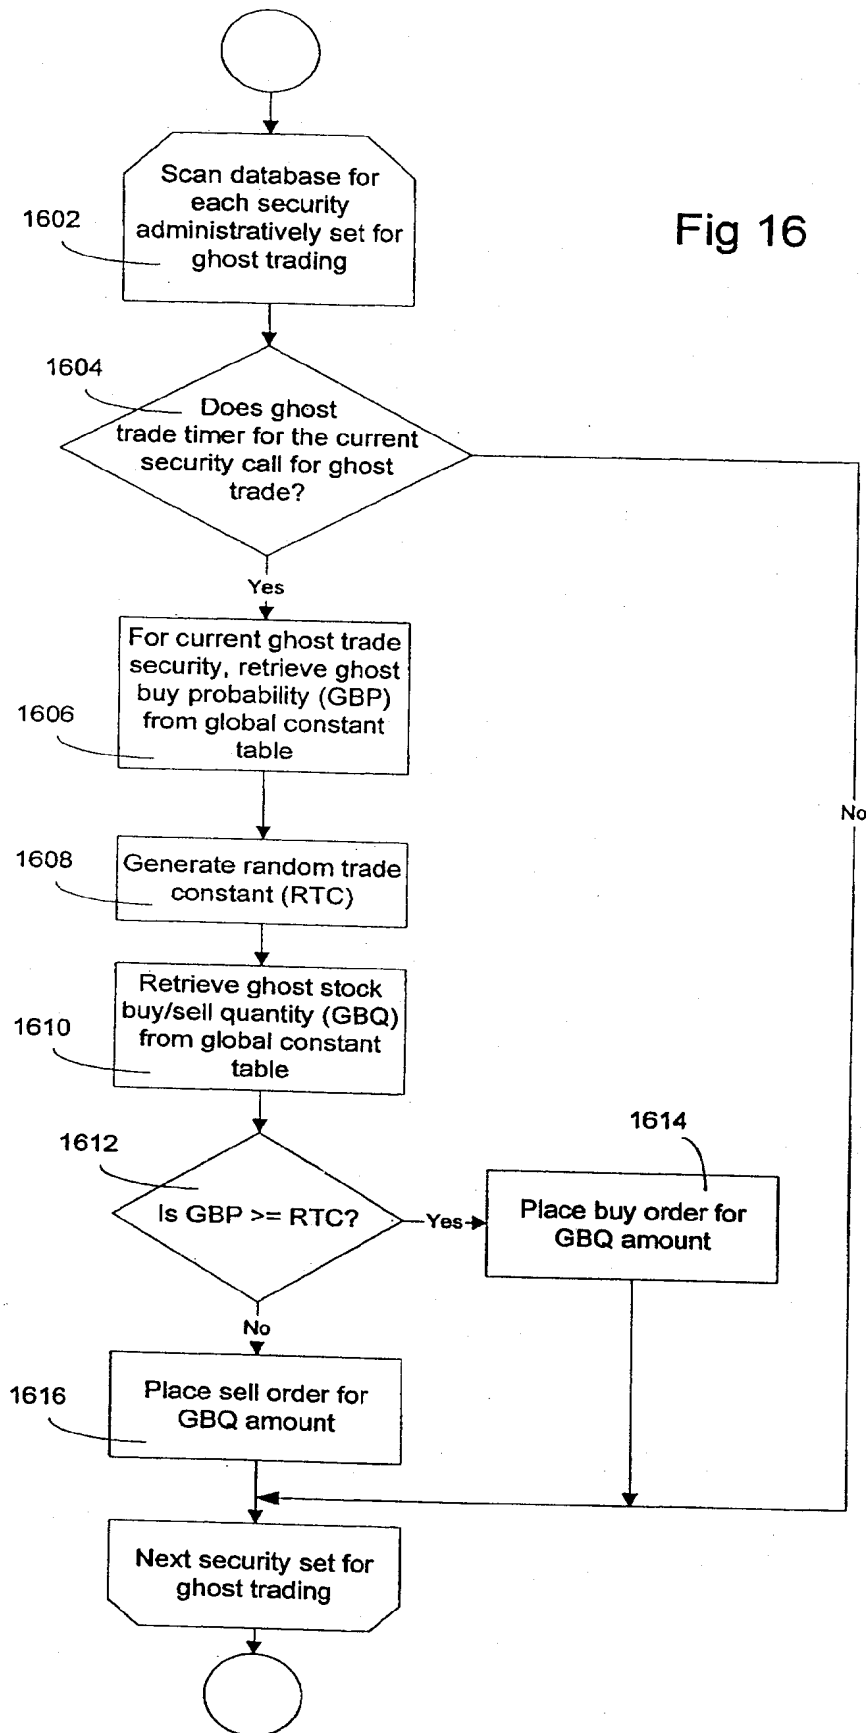 Fig 16
1602
Scan database for
each security
administratively set for
ghost trading
1604
Does ghost
trade timer for the current
security call for ghost
trade?
Yes
No
1606
For current ghost trade
security, retrieve ghost
buy probability (GBP)
from global constant
table
1608
Generate random trade
constant (RTC)
1610
Retrieve ghost stock
buy/sell quantity (GBQ)
from global constant
table
1612
Is GBP >= RTC?
Yes
1614
Place buy order for
GBQ amount
No
1616
Place sell order for
GBQ amount
Next security set for
ghost trading